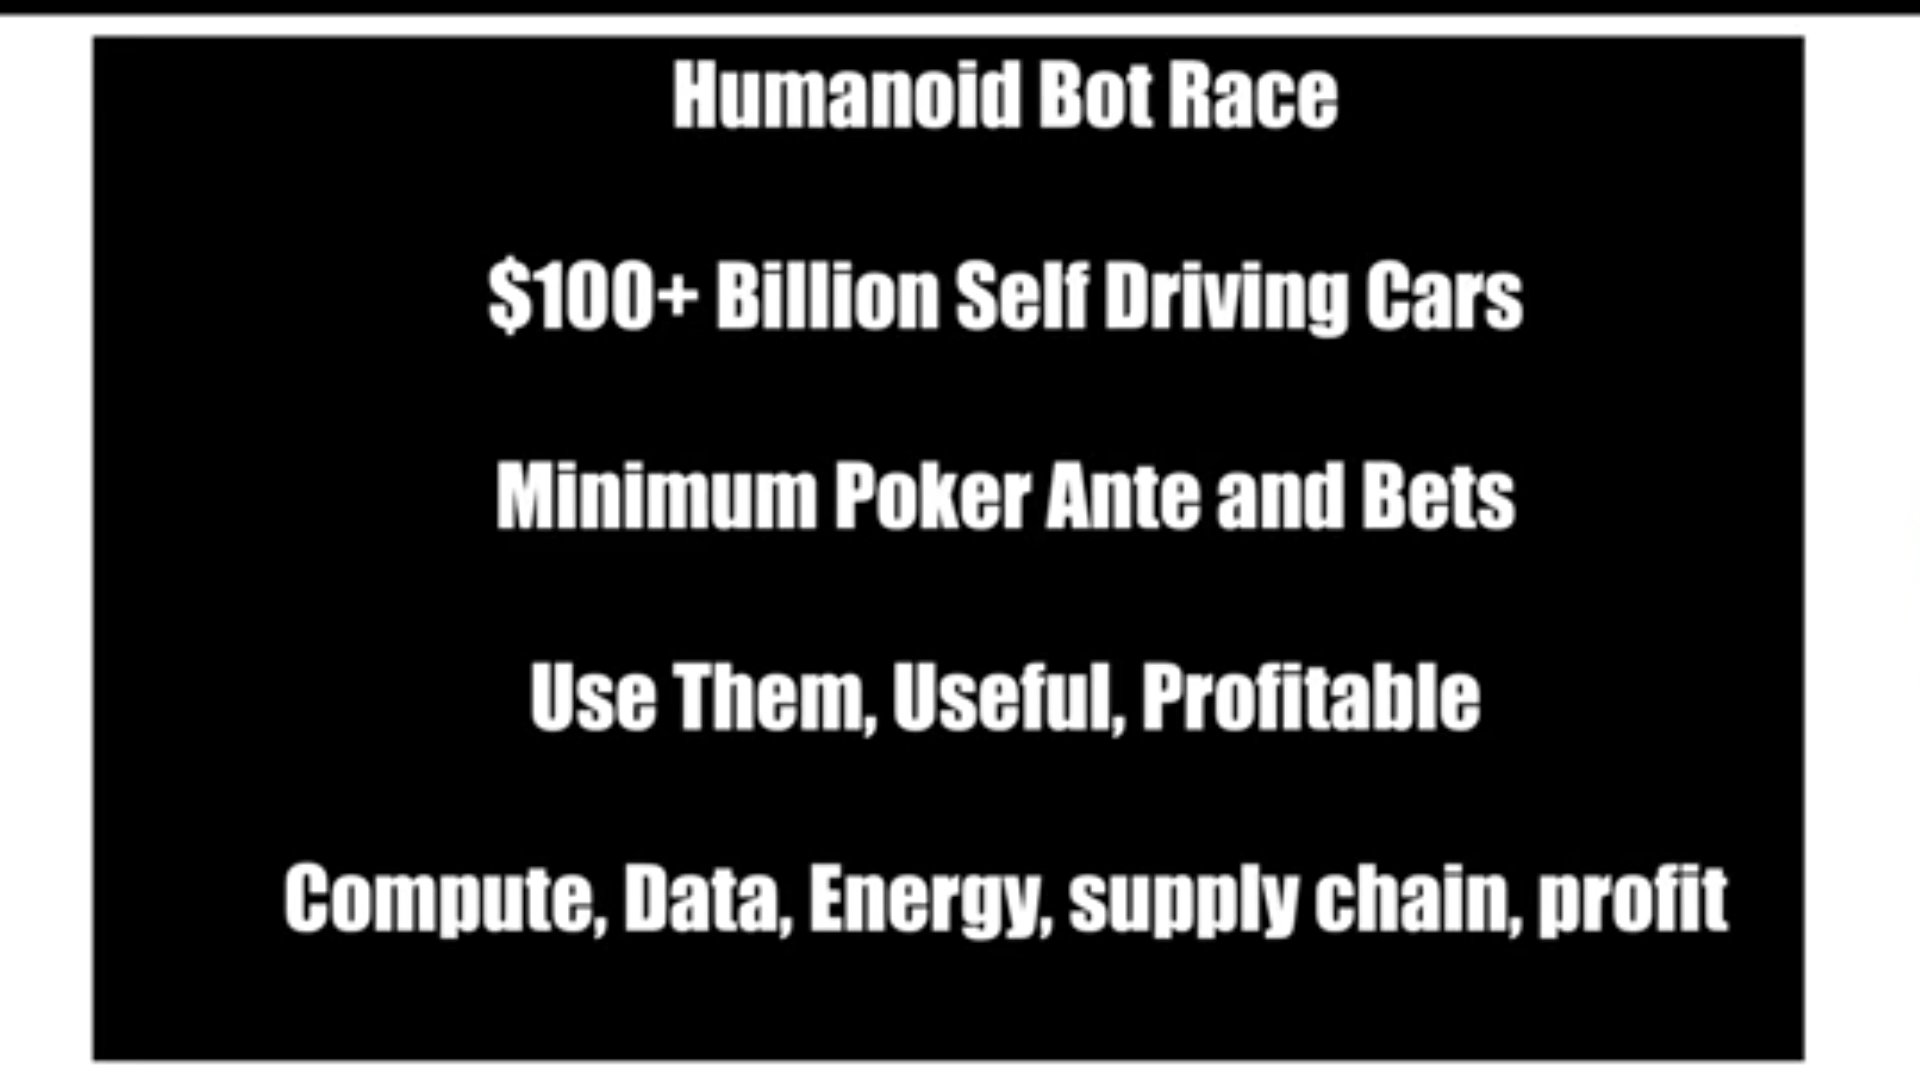 Humanoid Bot Race
$100+ Billion Self Driving Cars
Minimum Poker Ante and Bets
Use Them, Useful, Profitable
Compute, Data, Energy, supply chain, profit